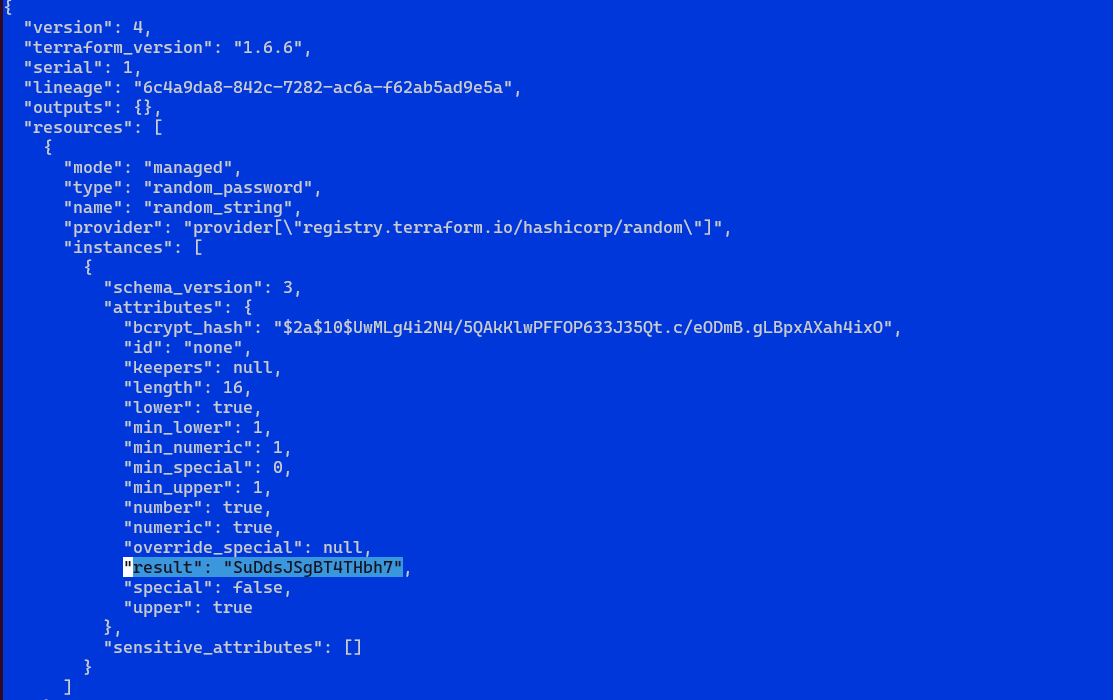 {
"version": 4,
"terraform_version": "1.6.6",
"serial": 1,
"lineage": "6c4a9da8-842c-7282-ac6a-f62ab5ad9e5a",
"outputs": {},
"resources": [
{
"mode": "managed",
"type": "random_password",
"name": "random_string",
"provider": "provider[\"registry.terraform.io/hashicorp/random\"]",
"instances": [
{
"schema_version": 3,
"attributes": {
"bcrypt_hash": "$2a$10$UwMLg4i2N4/5QAkKlwPFFOP633J35Qt.c/eODmB.gLBpxAXah4ixO",
"id": "none",
"keepers": null,
"length": 16,
"lower": true,
"min_lower": 1,
"min_numeric": 1,
"min_special": 0,
"min_upper": 1,
"number": true,
"numeric": true,
"override_special": null,
"result": "SuDdsJSgBT4THbh7",
"special": false,
"upper": true
},
"sensitive_attributes": []
}
]